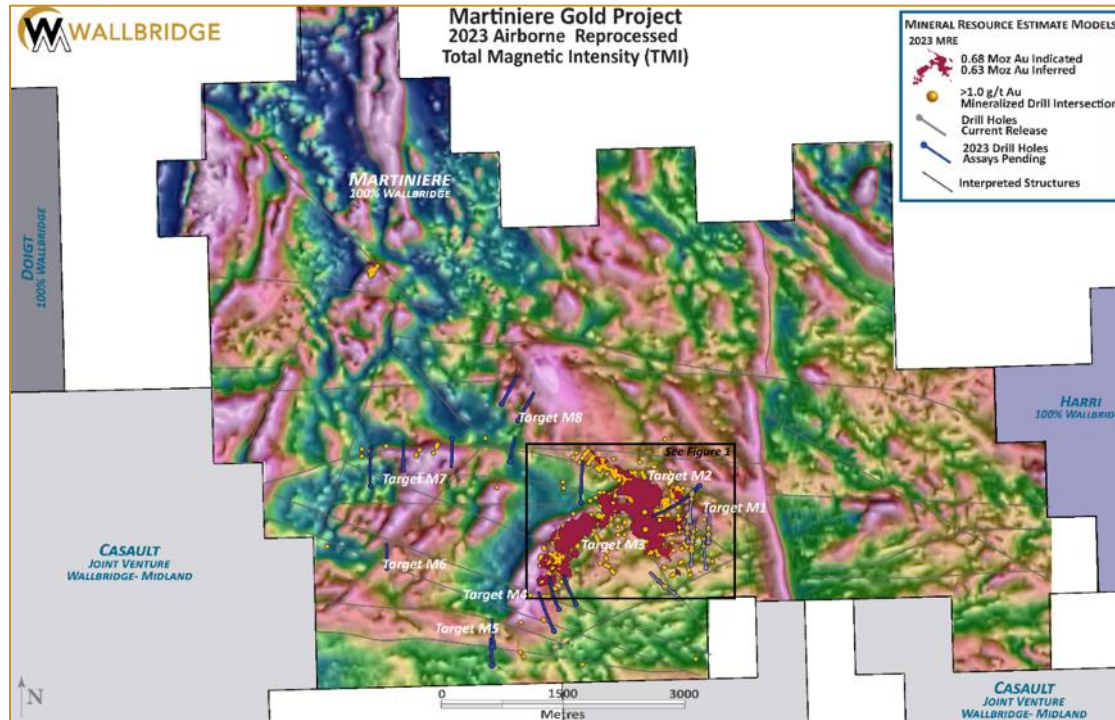 WALLBRIDGE
Martiniere Gold Project
2023 Airborne Reprocessed
Total Magnetic Intensity (TMI)
MINERAL RESOURCE ESTIMATE MODELS
2023 MRE
0.68 Moz Au Indicated
0.63 Moz Au Inferred
>1.0 g/t Au
Mineralized Drill Intersection
Drill Holes
Current Release
2023 Drill Holes
Assays Pending
Interpreted Structures
MARTINIERE
100% WALLBRIDGE
DOIGT
100% WALLBRIDGE
HARRI
100% WALLBRIDG
Target M8
See Figure 1
Target M7
Target M2
Target M1
Target M3
CASAULT
JOINT VENTURE
WALLBRIDGE- MIDLAND
Target M6
Target M4
Target M5
N
0 1500 3000
Metres
CASAULT
JOINT VENTURE
WALLBRIDGE- MIDLAND